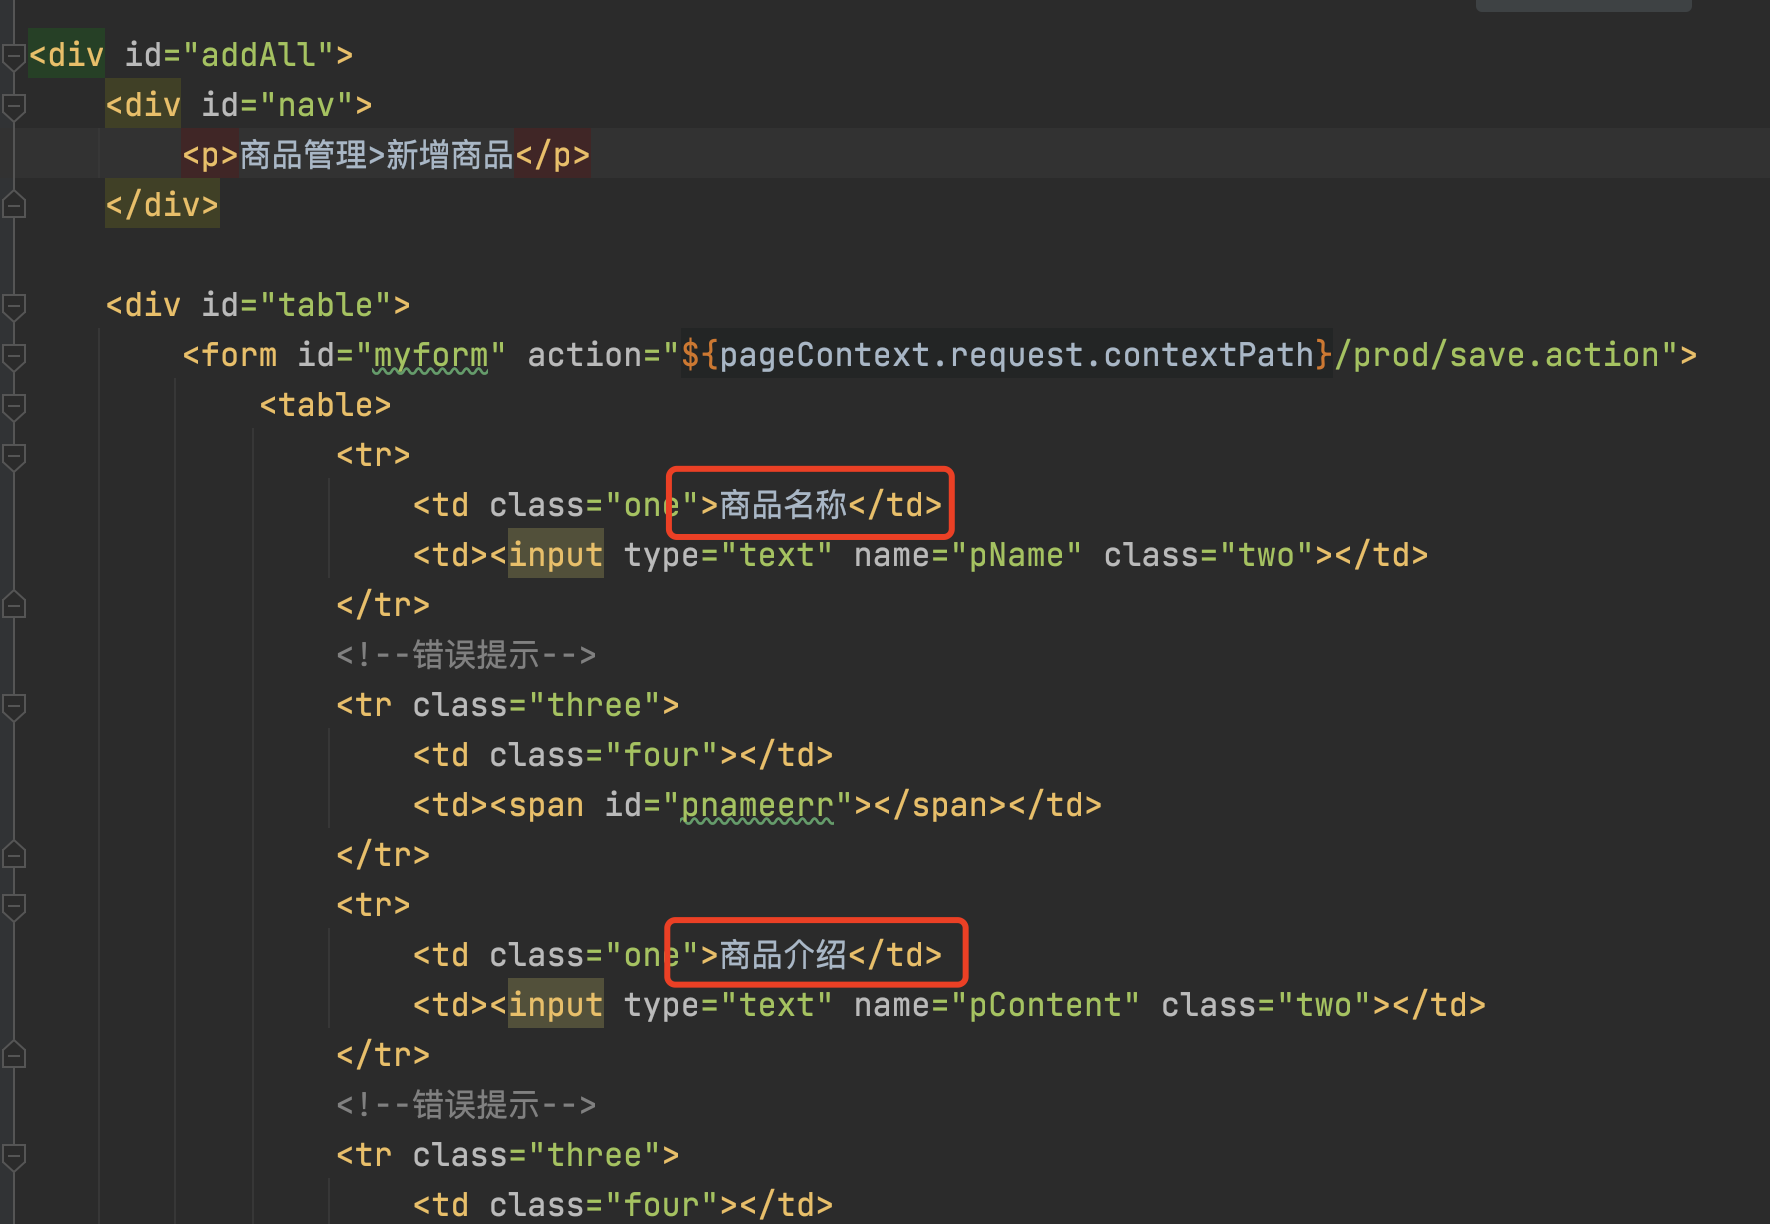 <div id="addAll">
<div id="nav">
<p>商品管理>新增商品</p>
</div>
<div id="table">
<form id="myform" action="${pageContext.request.contextPath}/prod/save.action">
<table>
<tr>
<td class="one">商品名称</td>
<td><input type="text" name="pName" class="two"></td>
</tr>
<!--错误提示-->
<tr class="three">
<td class="four"></td>
<td><span id="pnameerr"></span></td>
</tr>
<tr>
<td class="one">商品介绍</td>
<td><input type="text" name="pContent" class="two"></td>
</tr>
<!--错误提示-->
<tr class="three">
<td class="four"></td>